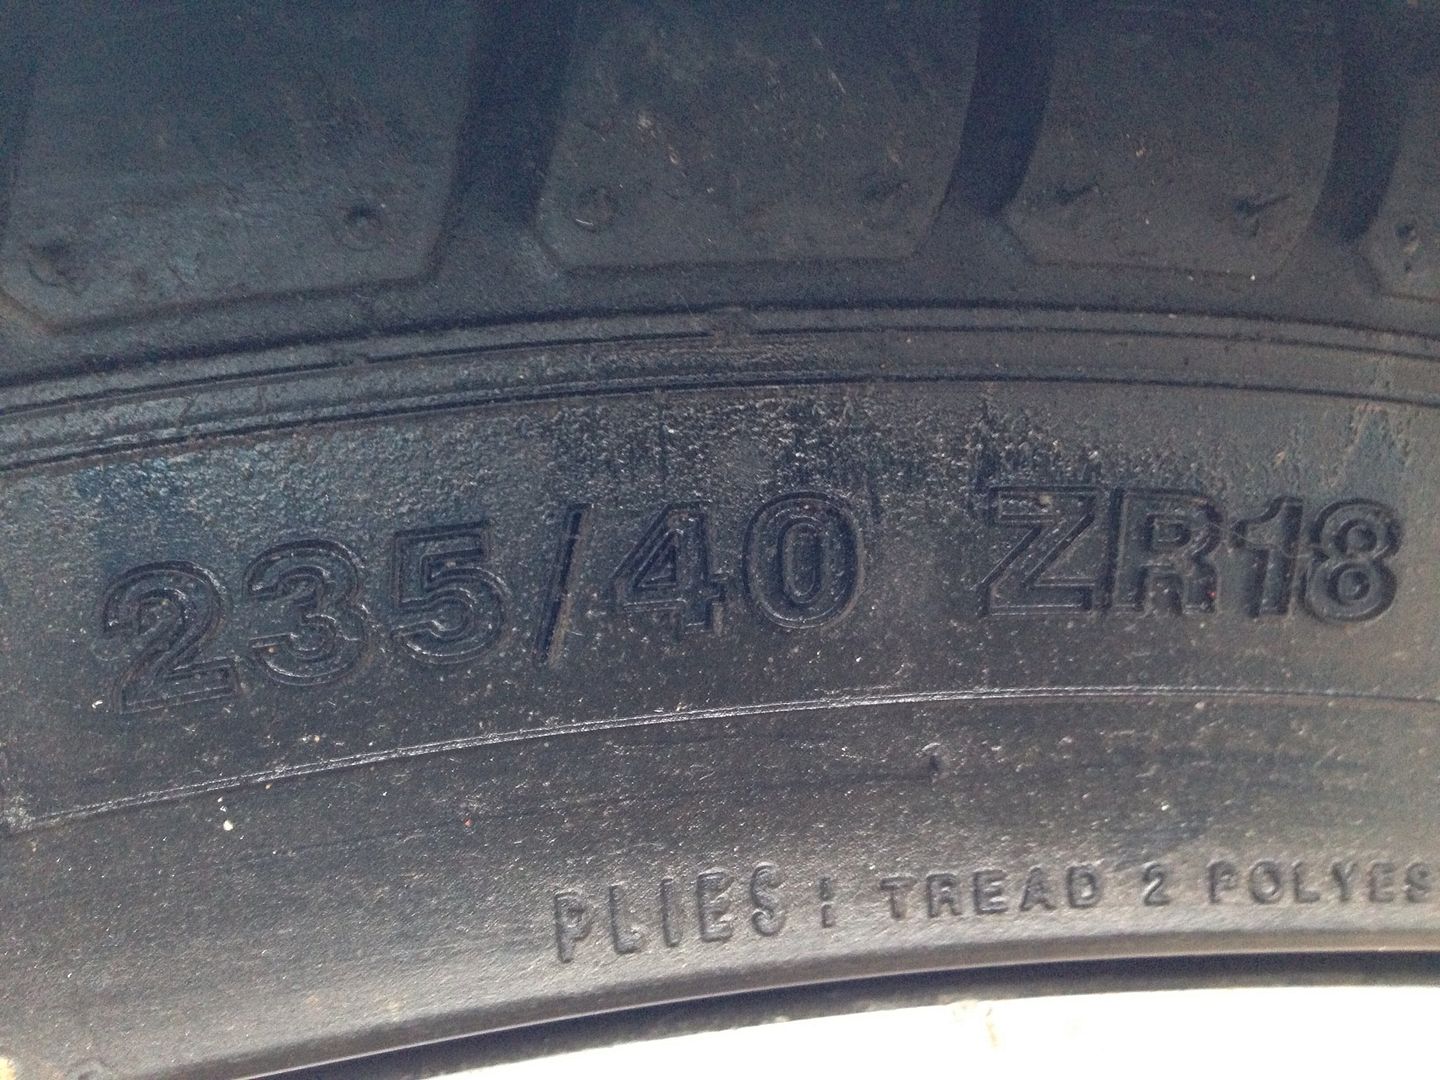 235/40 ZR18
PLIES: TREAD 2 POLYES